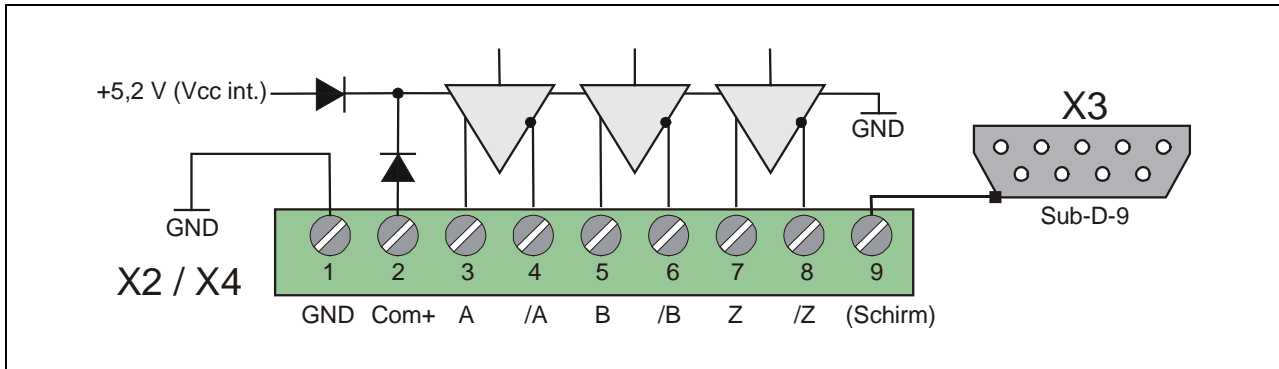 +5,2 V (Vcc int.)
GND
X3
GND
Sub-D-9
X2 / X4
1 2 3 4 5 6 7 8 9
GND Com+ A /A B /B Z /Z (Schirm)